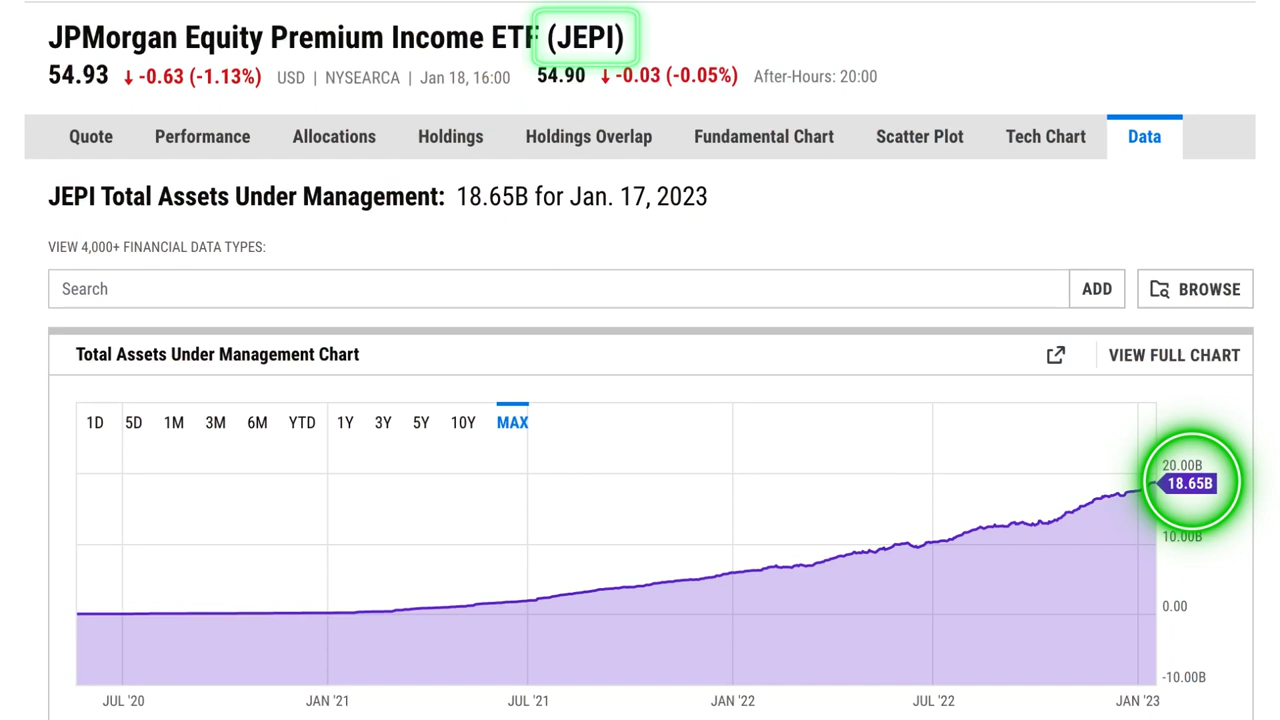 JPMorgan Equity Premium Income ETF (JEPI)
54.93 ↓ -0.63 (-1.13%) USD | NYSEARCA | Jan 18, 16:00 54.90 ↓ -0.03 (-0.05%) After-Hours: 20:00
Quote Performance Allocations Holdings Holdings Overlap Fundamental Chart Scatter Plot Tech Chart Data
JEPI Total Assets Under Management: 18.65B for Jan. 17, 2023
VIEW 4,000+ FINANCIAL DATA TYPES:
Search ADD BROWSE
Total Assets Under Management Chart VIEW FULL CHART
1D 5D 1M 3M 6M YTD 1Y 3Y 5Y 10Y MAX
20.00B
18.65B
10.00B
0.00
-10.00B
JUL '20 JAN '21 JUL '21 JAN '22 JUL '22 JAN '23